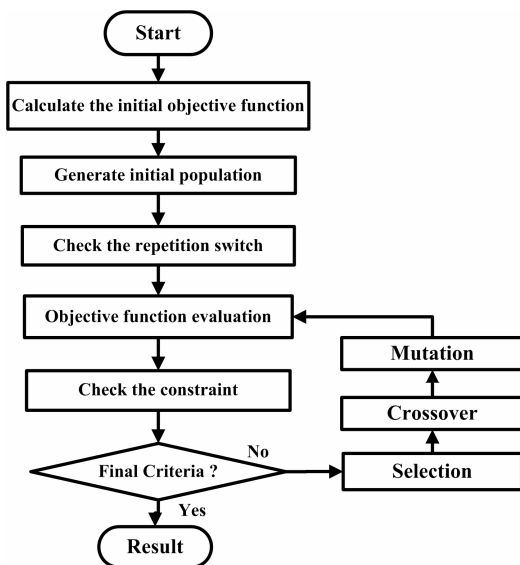 Start
Calculate the initial objective function
Generate initial population
Check the repetition switch
Objective function evaluation
Check the constraint
Final Criteria ?
No
Yes
Result
Mutation
Crossover
Selection